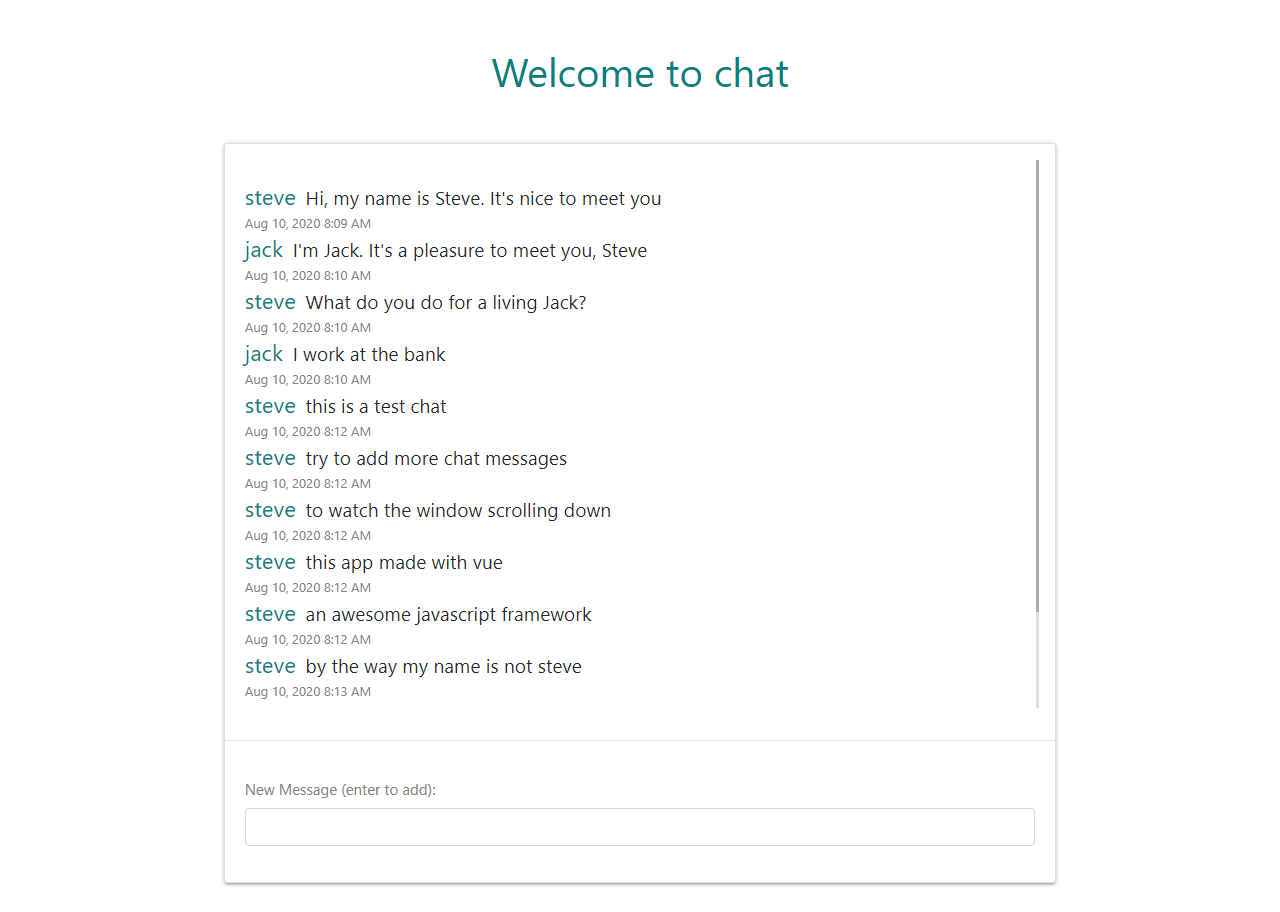 Welcome to chat
steve Hi, my name is Steve. It's nice to meet you
Aug 10, 2020 8:09 AM
jack I'm Jack. It's a pleasure to meet you, Steve
Aug 10, 2020 8:10 AM
steve What do you do for a living Jack?
Aug 10, 2020 8:10 AM
jack I work at the bank
Aug 10, 2020 8:10 AM
steve this is a test chat
Aug 10, 2020 8:12 AM
steve try to add more chat messages
Aug 10, 2020 8:12 AM
steve to watch the window scrolling down
Aug 10, 2020 8:12 AM
steve this app made with vue
Aug 10, 2020 8:12 AM
steve an awesome javascript framework
Aug 10, 2020 8:12 AM
steve by the way my name is not steve
Aug 10, 2020 8:13 AM
New Message (enter to add):